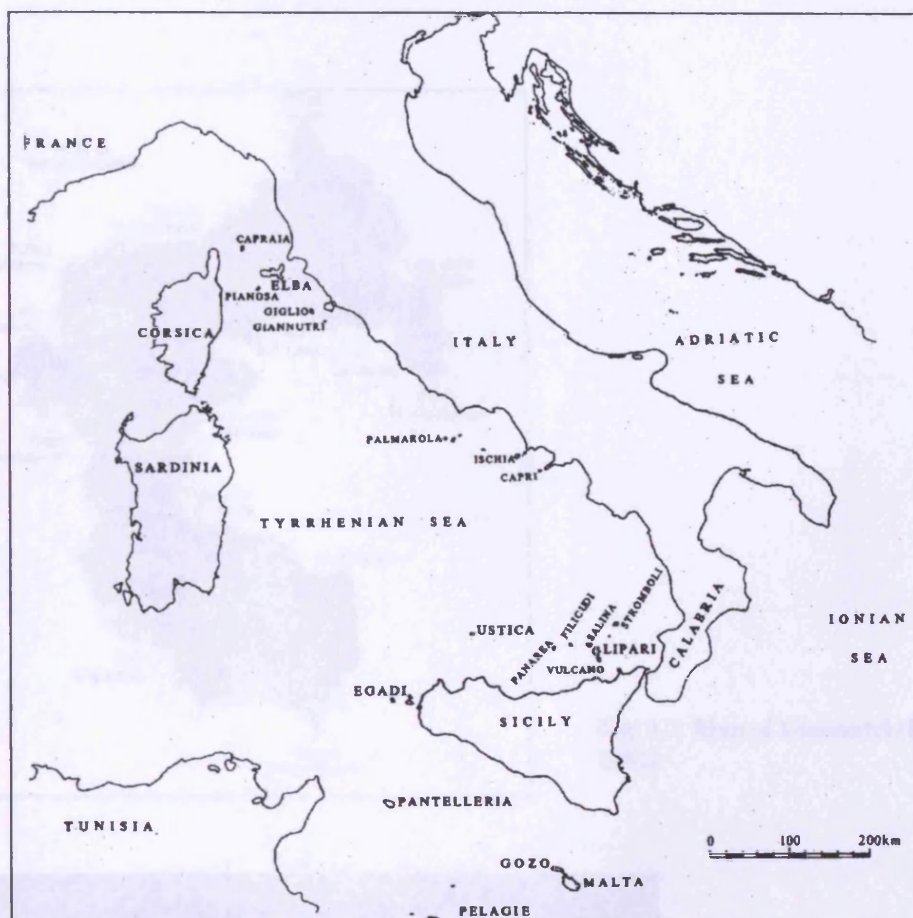 FRANCE
CAPRAIA
ELBA
PIANOSA
GIGLIO
GIANNUTRI
CORSICA
ITALY
ADRIATIC
SEA
PALMAROLA
ISCHIA
CAPRI
SARDINIA
TYRRHENIAN SEA
USTICA
PANAREA
FILICUDI
SALINA
STROMBOLI
LIPARI
VULCANO
CALABRIA
IONIAN
SEA
EGADI
SICILY
PANTELLERIA
TUNISIA
0 100 200km
GOZO
MALTA
PELAGIE